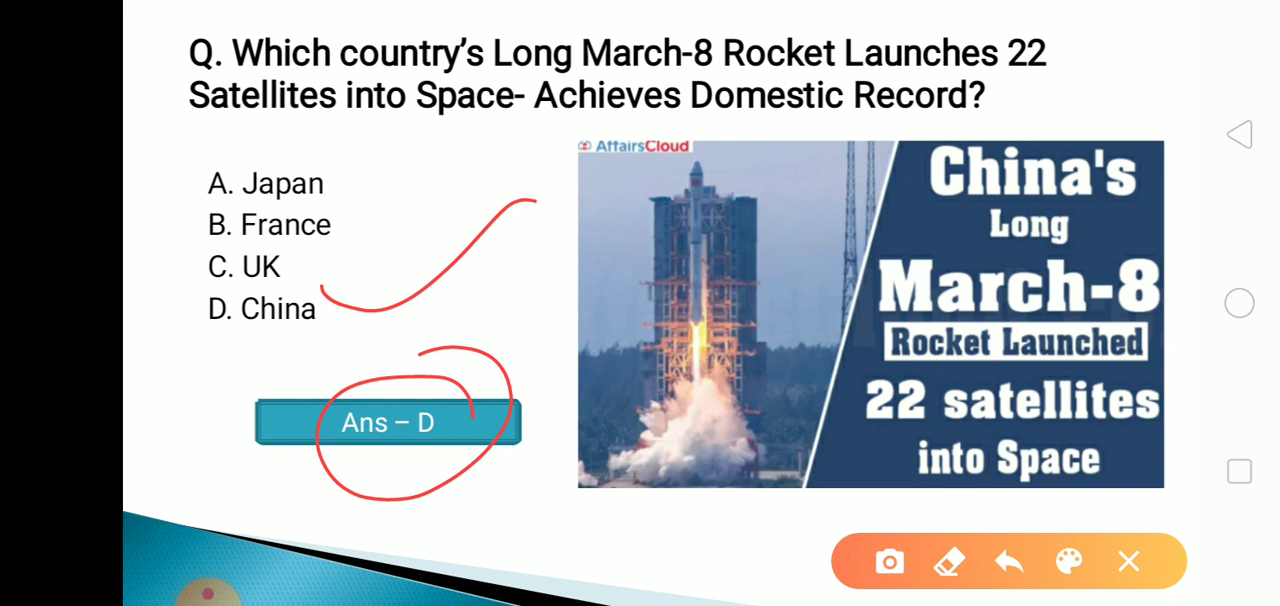 Q. Which country's Long March-8 Rocket Launches 22
Satellites into Space- Achieves Domestic Record?
A. Japan
B. France
C. UK
D. China
Ans – D
AffairsCloud
China's
Long
March-8
Rocket Launched
22 satellites
into Space